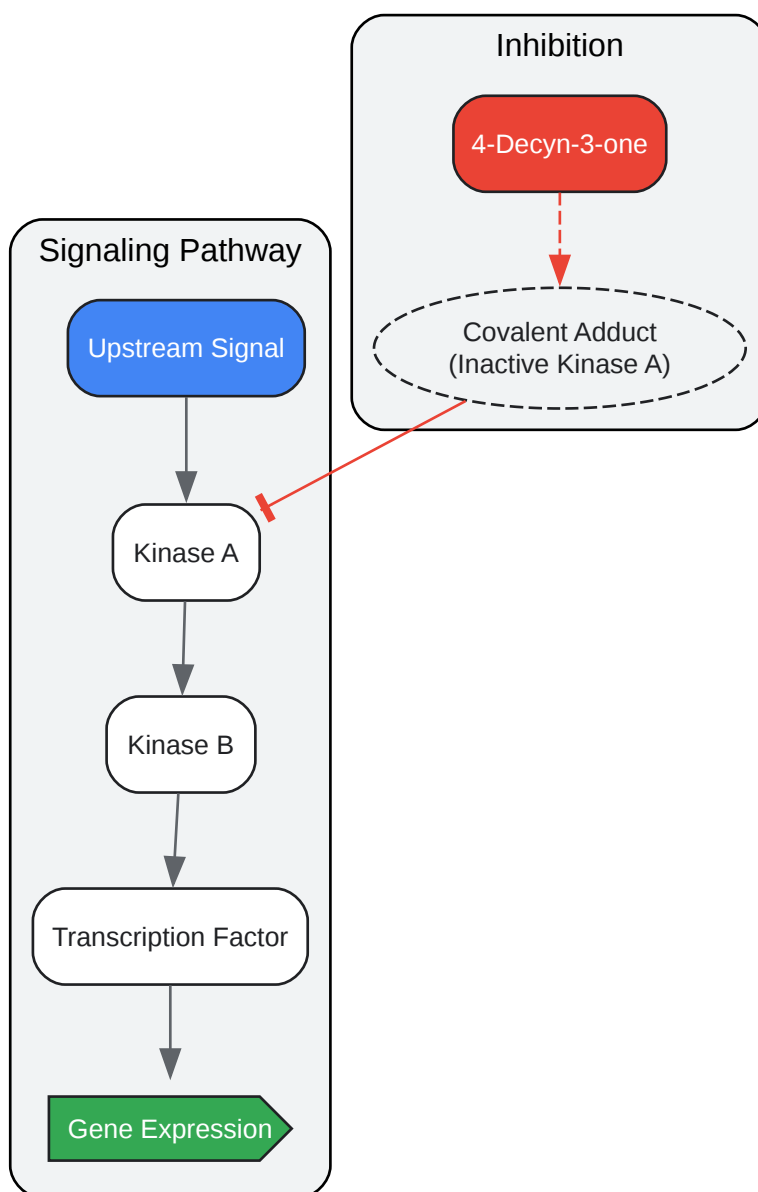 Inhibition
4-Decyn-3-one
Covalent Adduct
(Inactive Kinase A)
Signaling Pathway
Upstream Signal
Kinase A
Kinase B
Transcription Factor
Gene Expression